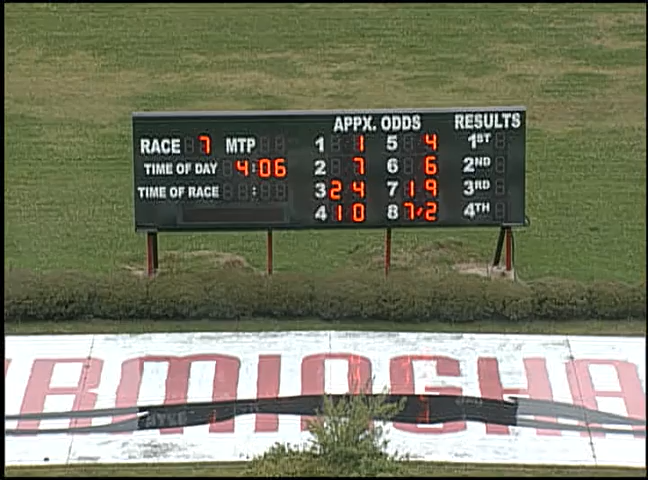 APPX. ODDS RESULTS
RACE 7 MTP 1 1 5 4 1ST
TIME OF DAY 4:06 2 7 6 6 2ND
TIME OF RACE : 3 24 7 19 3RD
4 10 8 7/2 4TH
IRMINGHA